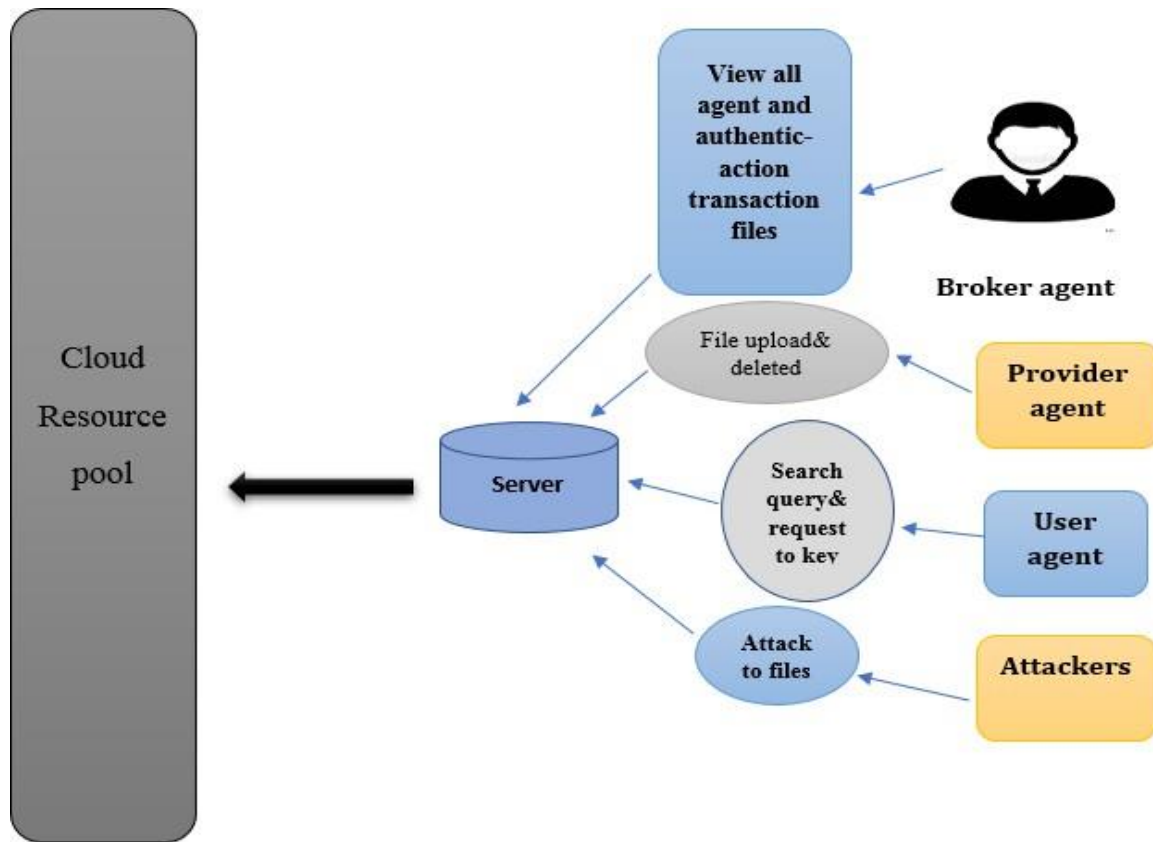 View all
agent and
authentic-
action
transaction
files
Broker agent
File upload&
deleted
Provider
agent
Cloud
Resource
pool
Server
Search
query&
request
to key
User
agent
Attack
to files
Attackers